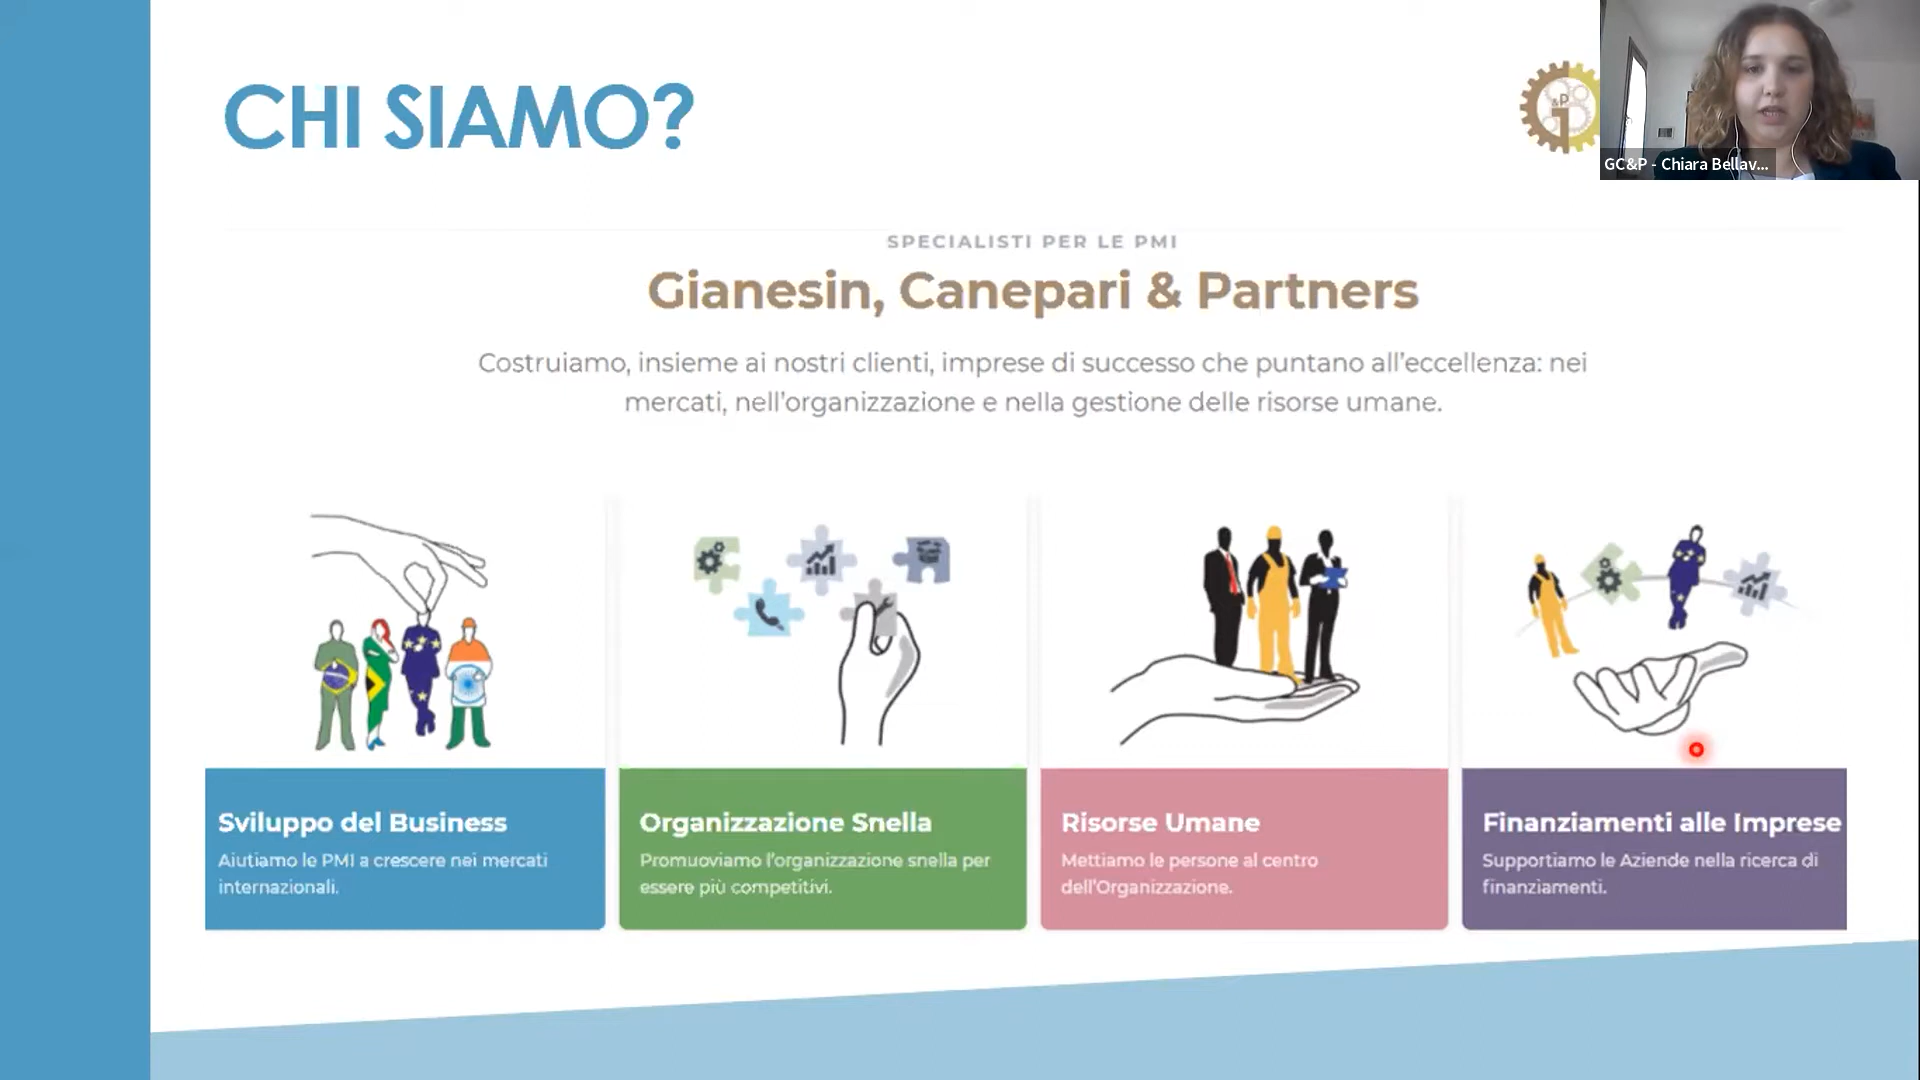 CHI SIAMO?
&P
GC&P - Chiara Bellav...
SPECIALISTI PER LE PMI
Gianesin, Canepari & Partners
Costruiamo, insieme ai nostri clienti, imprese di successo che puntano all'eccellenza: nei
mercati, nell'organizzazione e nella gestione delle risorse umane.
Sviluppo del Business
Aiutiamo le PMI a crescere nei mercati
internazionali.
Organizzazione Snella
Promuoviamo l'organizzazione snella per
essere più competitivi.
Risorse Umane
Mettiamo le persone al centro
dell'Organizzazione.
Finanziamenti alle Imprese
Supportiamo le Aziende nella ricerca di
finanziamenti.